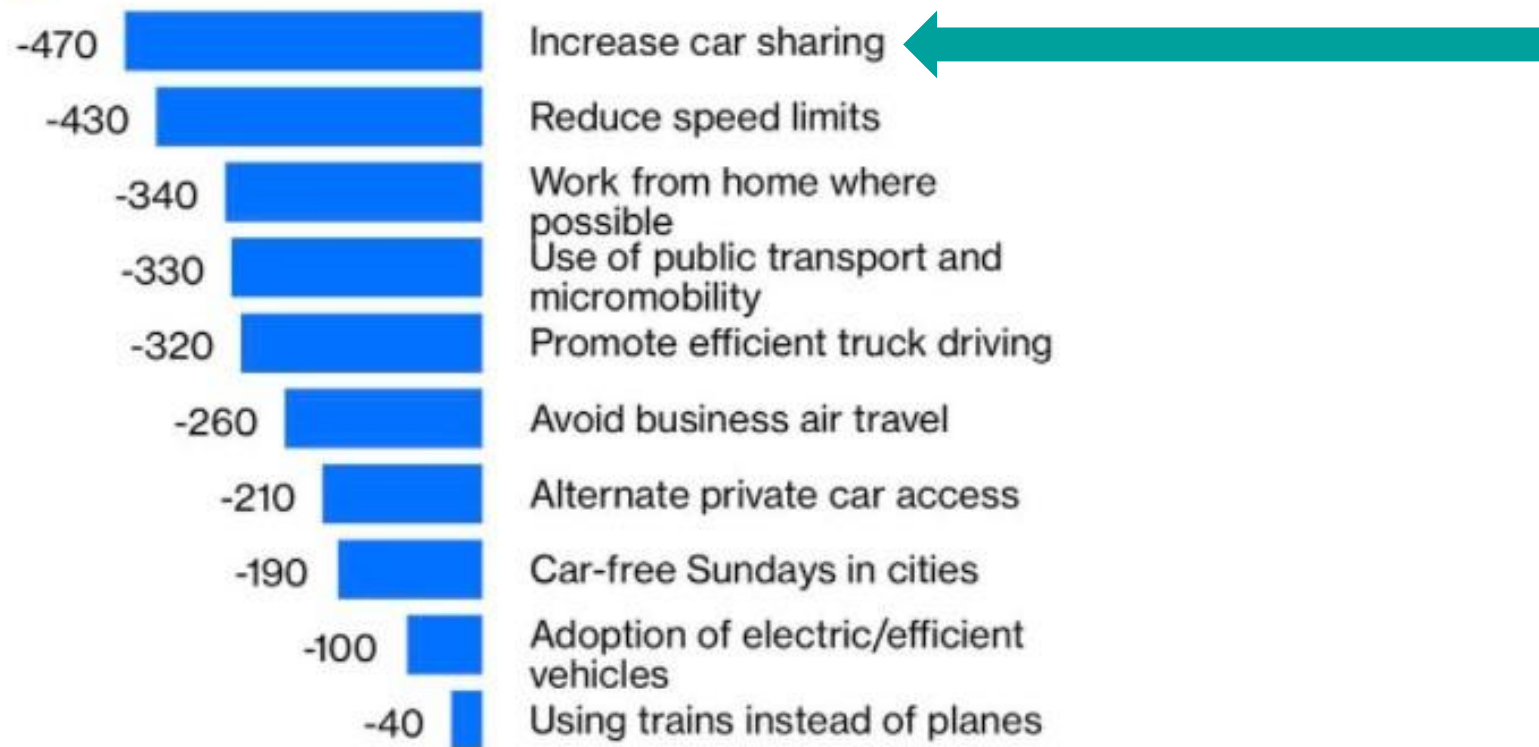 -470 Increase car sharing
-430 Reduce speed limits
-340 Work from home where
possible
-330 Use of public transport and
micromobility
-320 Promote efficient truck driving
-260 Avoid business air travel
-210 Alternate private car access
-190 Car-free Sundays in cities
-100 Adoption of electric/efficient
vehicles
-40 Using trains instead of planes